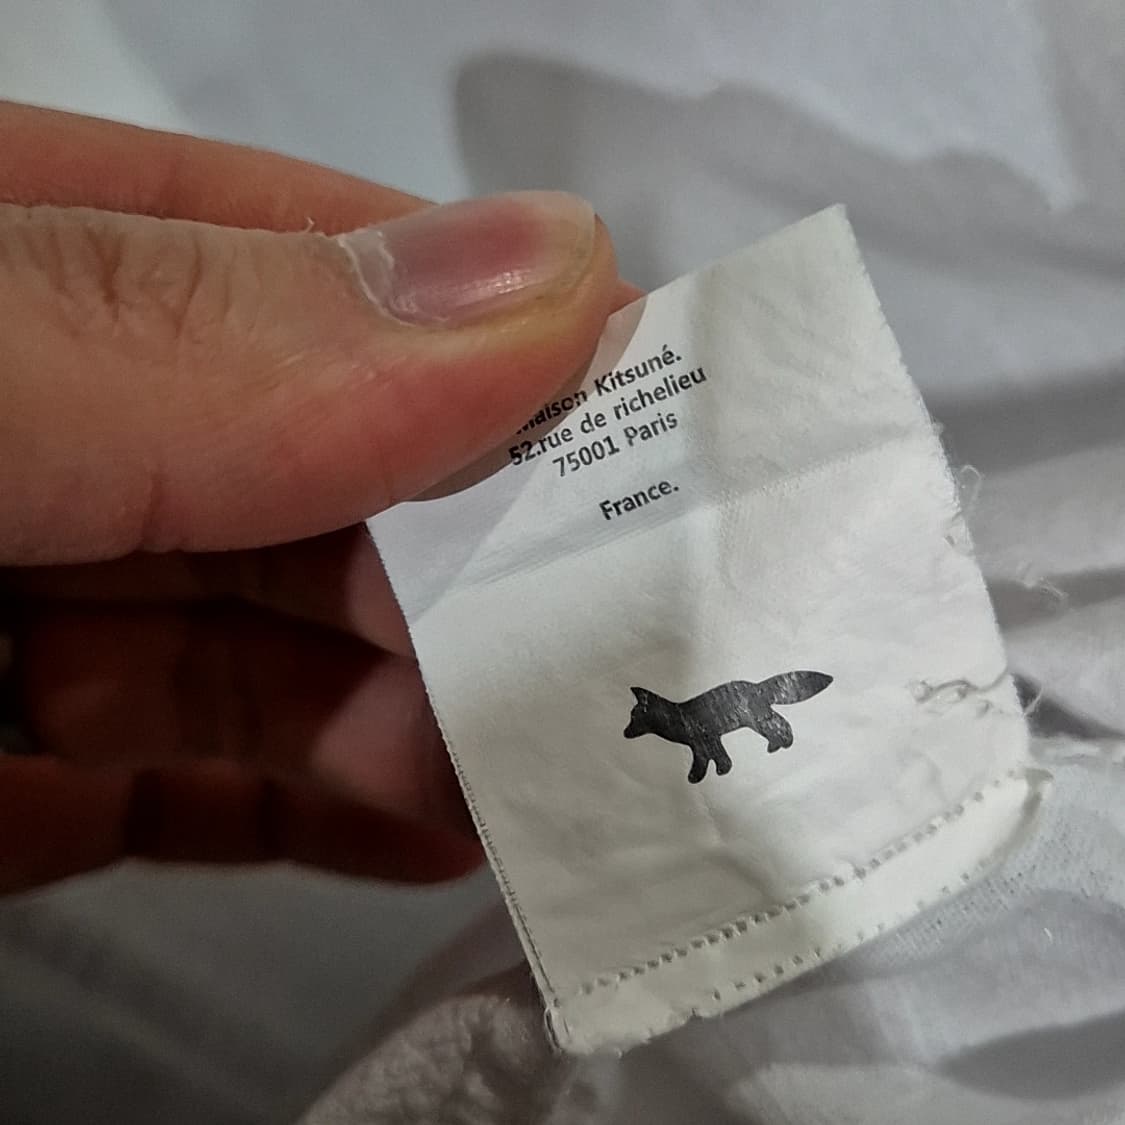 Maison Kitsuné.
52.rue de richelieu
75001 Paris
France.